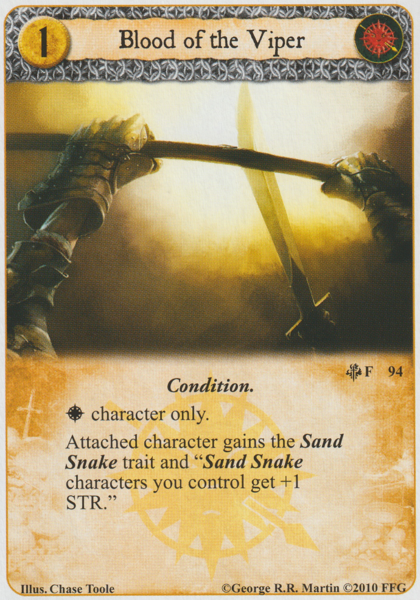 1 Blood of the Viper
F 94
Condition.
character only.
Attached character gains the Sand
Snake trait and “Sand Snake
characters you control get +1
STR.”
Illus. Chase Toole ©George R.R. Martin ©2010 FFG